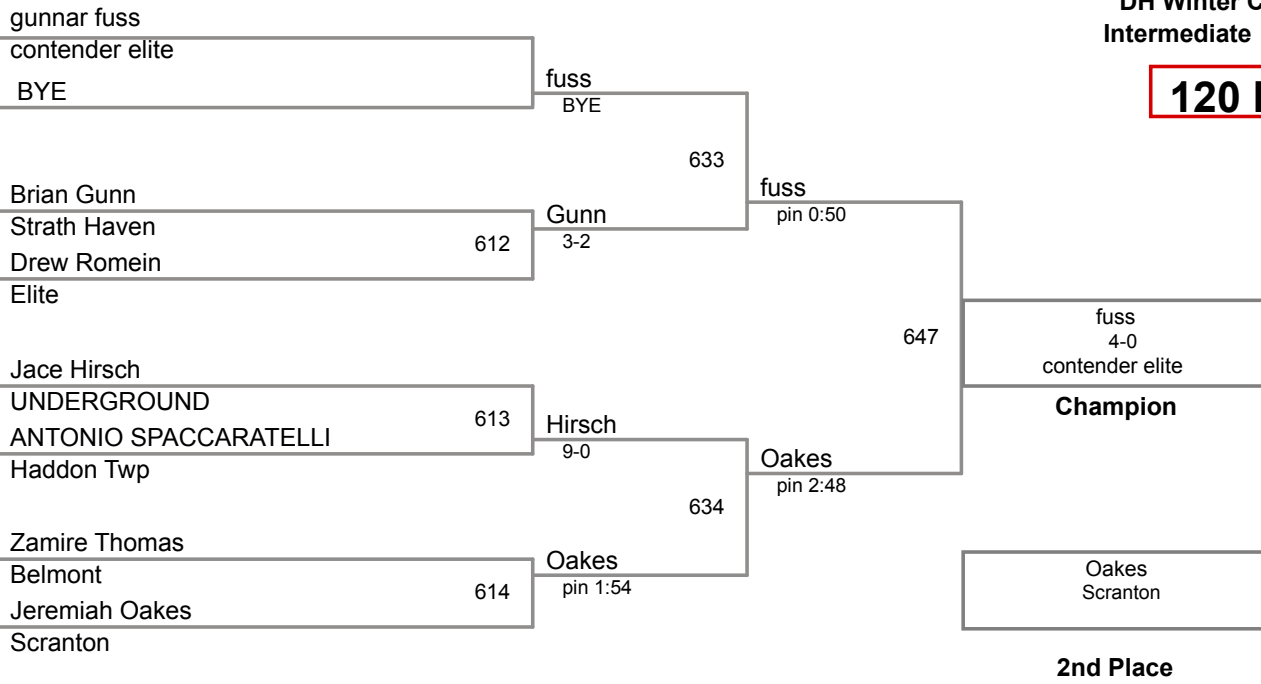 gunnar fuss
contender elite
BYE
Brian Gunn
Strath Haven
Drew Romein
Elite
612
Jace Hirsch
UNDERGROUND
ANTONIO SPACCARATELLI
Haddon Twp
613
Zamire Thomas
Belmont
Jeremiah Oakes
Scranton
614
fuss
BYE
Gunn
3-2
633
Hirsch
9-0
Oakes
pin 1:54
634
fuss
pin 0:50
Oakes
pin 2:48
647
DH Winter
Intermediate
120
fuss
4-0
contender elite
Champion
Oakes
Scranton
2nd Place